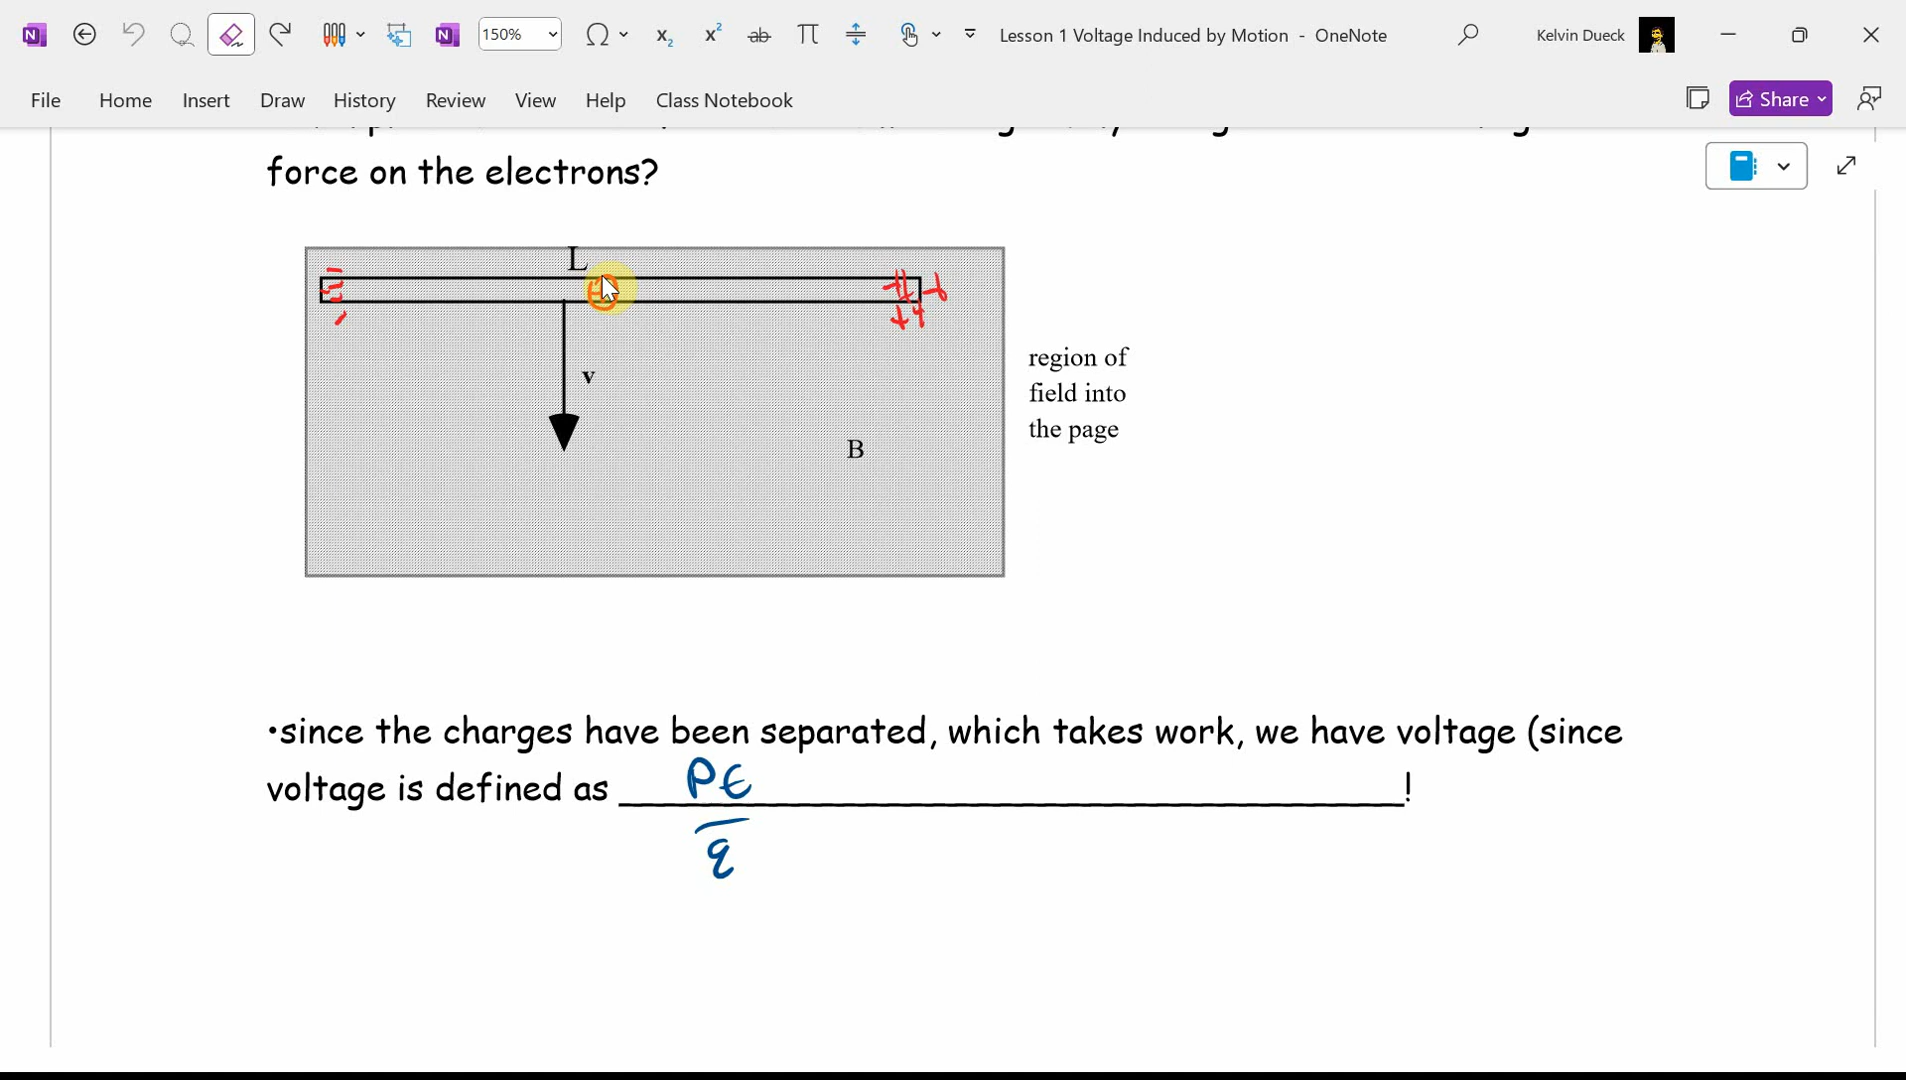 150%
Lesson 1 Voltage Induced by Motion - OneNote
Kelvin Dueck
File Home Insert Draw History Review View Help Class Notebook
Share
force on the electrons?
L
v
B
region of
field into
the page
•since the charges have been separated, which takes work, we have voltage (since
voltage is defined as PE/q !